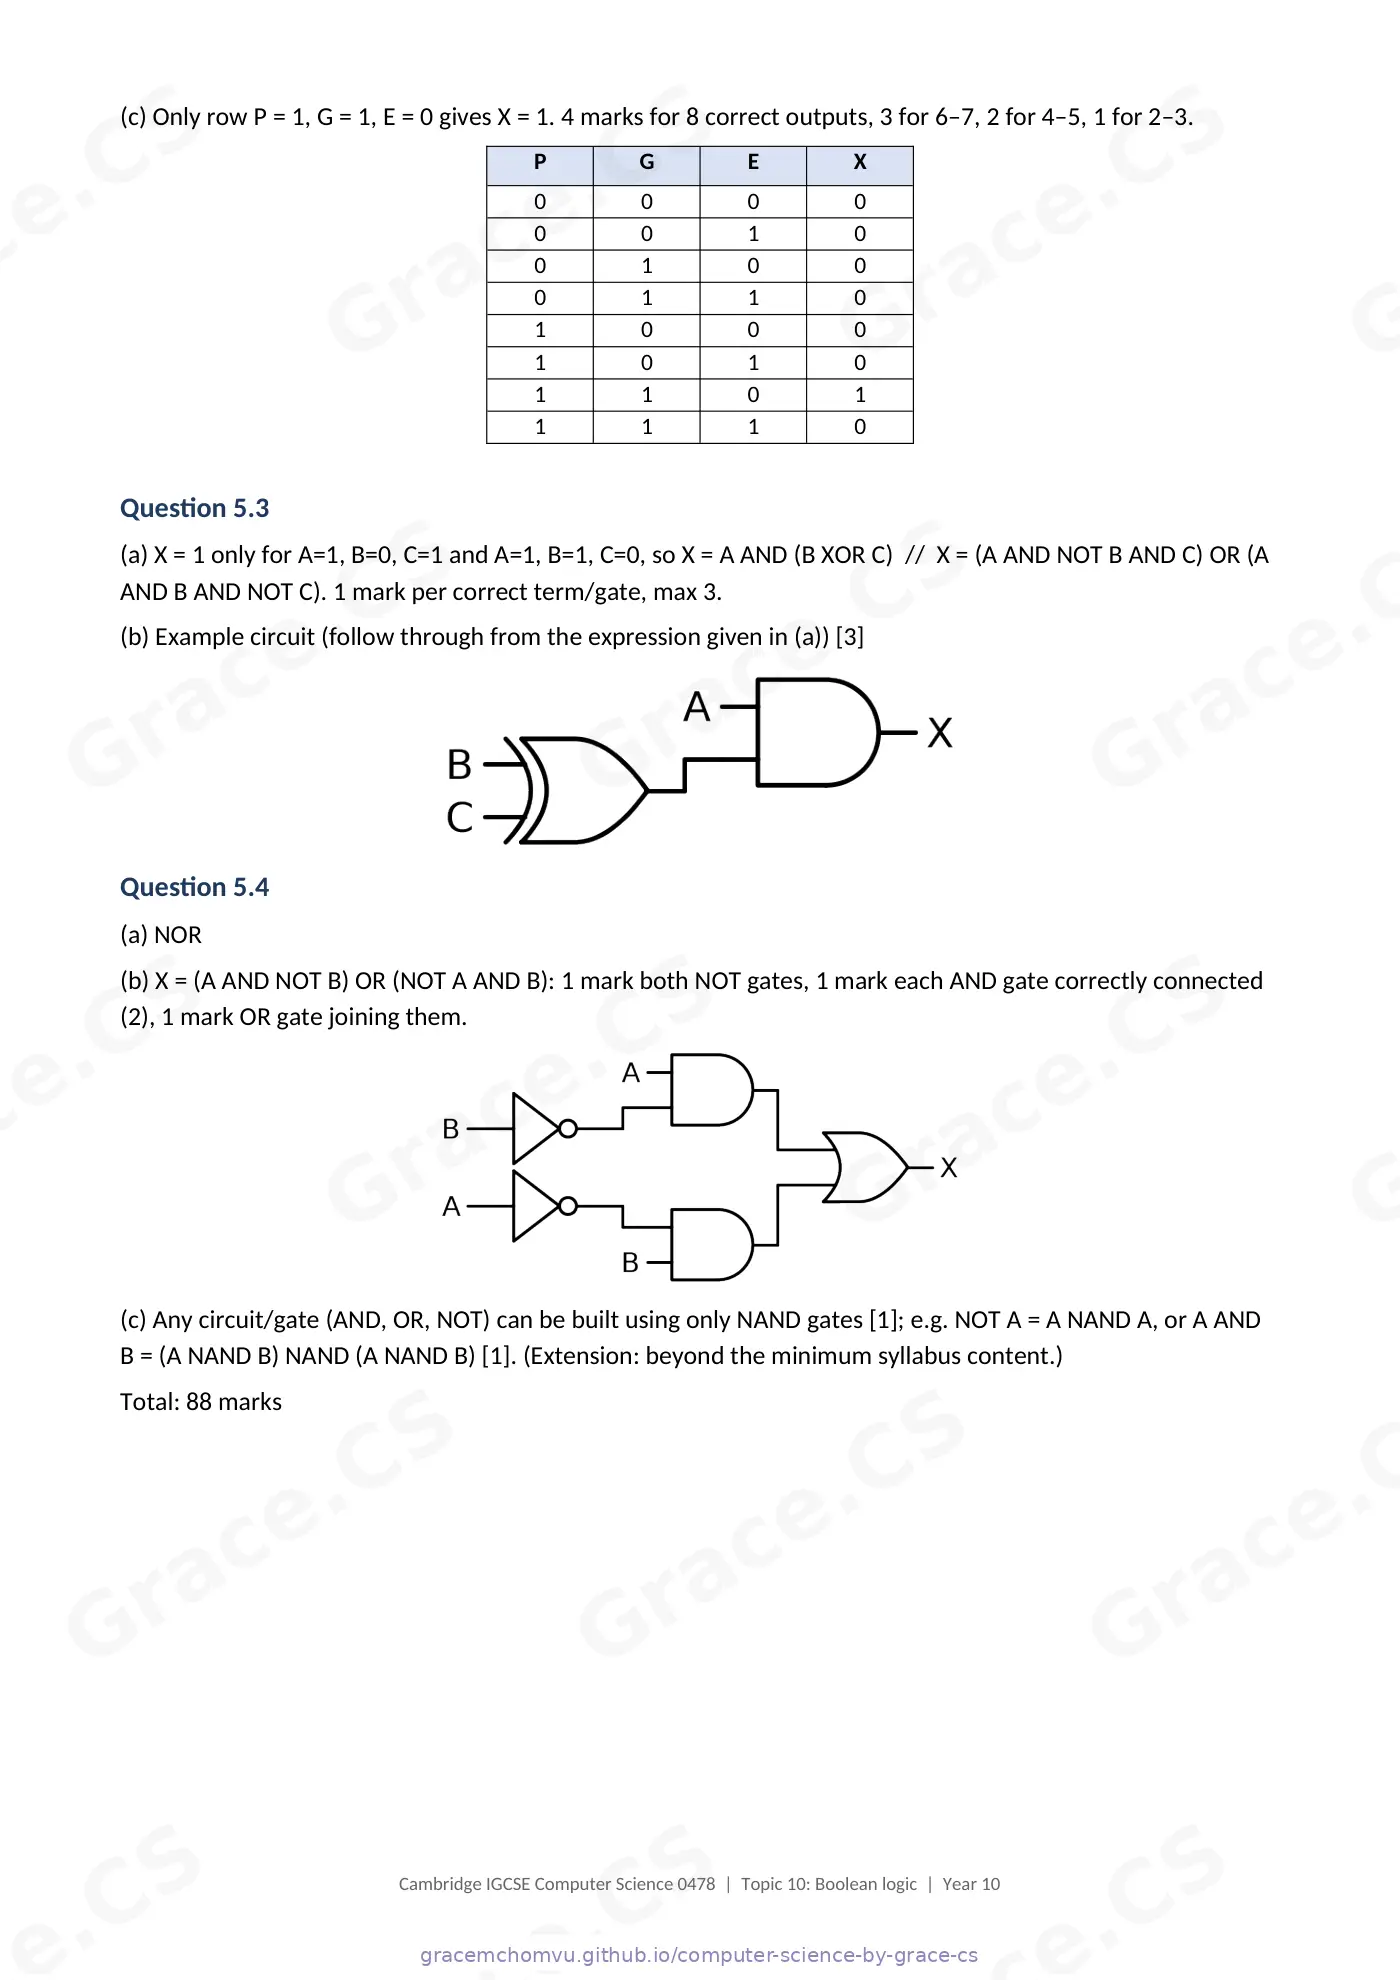 (c) Only row P = 1, G = 1, E = 0 gives X = 1. 4 marks for 8 correct outputs, 3 for 6–7, 2 for 4–5, 1 for 2–3.
P G E X
0 0 0 0
0 0 1 0
0 1 0 0
0 1 1 0
1 0 0 0
1 0 1 0
1 1 0 1
1 1 1 0
Question 5.3
(a) X = 1 only for A=1, B=0, C=1 and A=1, B=1, C=0, so X = A AND (B XOR C) // X = (A AND NOT B AND C) OR (A
AND B AND NOT C). 1 mark per correct term/gate, max 3.
(b) Example circuit (follow through from the expression given in (a)) [3]
A
X
B
C
Question 5.4
(a) NOR
(b) X = (A AND NOT B) OR (NOT A AND B): 1 mark both NOT gates, 1 mark each AND gate correctly connected
(2), 1 mark OR gate joining them.
A
B
X
A
B
(c) Any circuit/gate (AND, OR, NOT) can be built using only NAND gates [1]; e.g. NOT A = A NAND A, or A AND
B = (A NAND B) NAND (A NAND B) [1]. (Extension: beyond the minimum syllabus content.)
Total: 88 marks
Cambridge IGCSE Computer Science 0478 | Topic 10: Boolean logic | Year 10
gracemchomvu.github.io/computer-science-by-grace-cs
Grace.CS